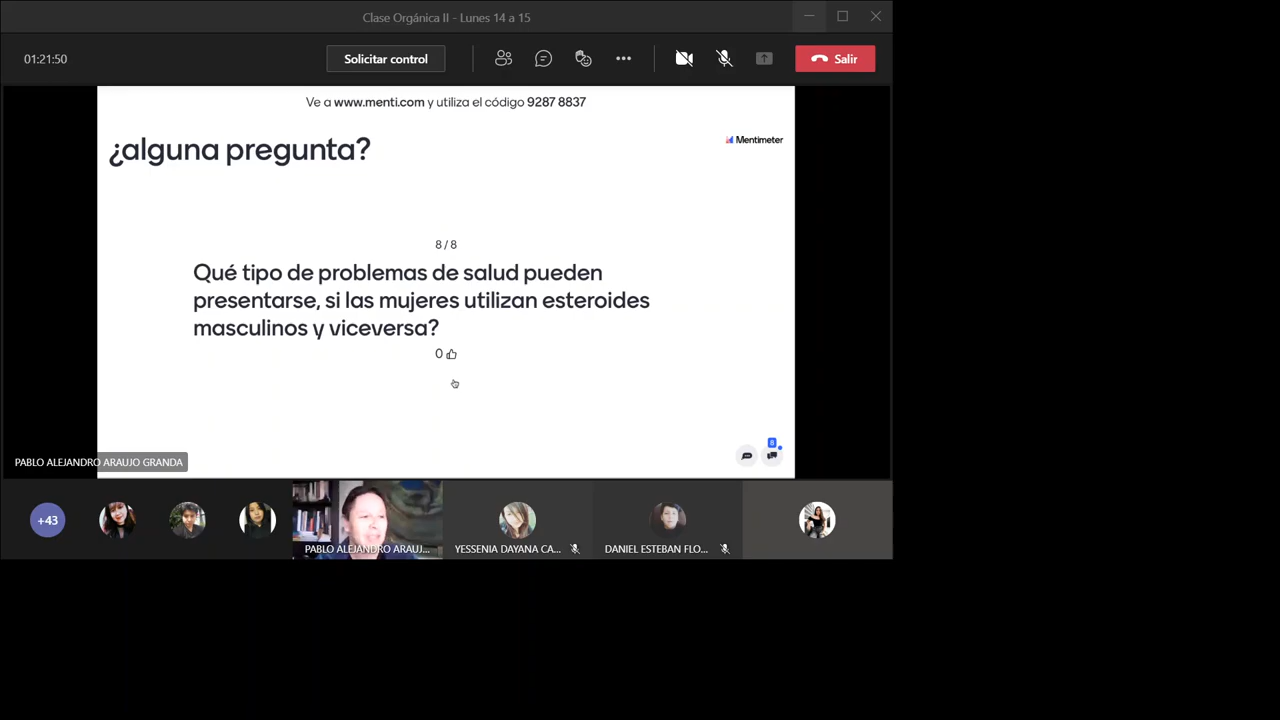 Clase Orgánica II - Lunes 14 a 15
01:21:50
Solicitar control
Salir
Ve a www.menti.com y utiliza el código 9287 8837
¿alguna pregunta?
Mentimeter
8 / 8
Qué tipo de problemas de salud pueden
presentarse, si las mujeres utilizan esteroides
masculinos y viceversa?
0
8
PABLO ALEJANDRO ARAUJO GRANDA
+43
PABLO ALEJANDRO ARAUJ...
YESSENIA DAYANA CA...
DANIEL ESTEBAN FLO...